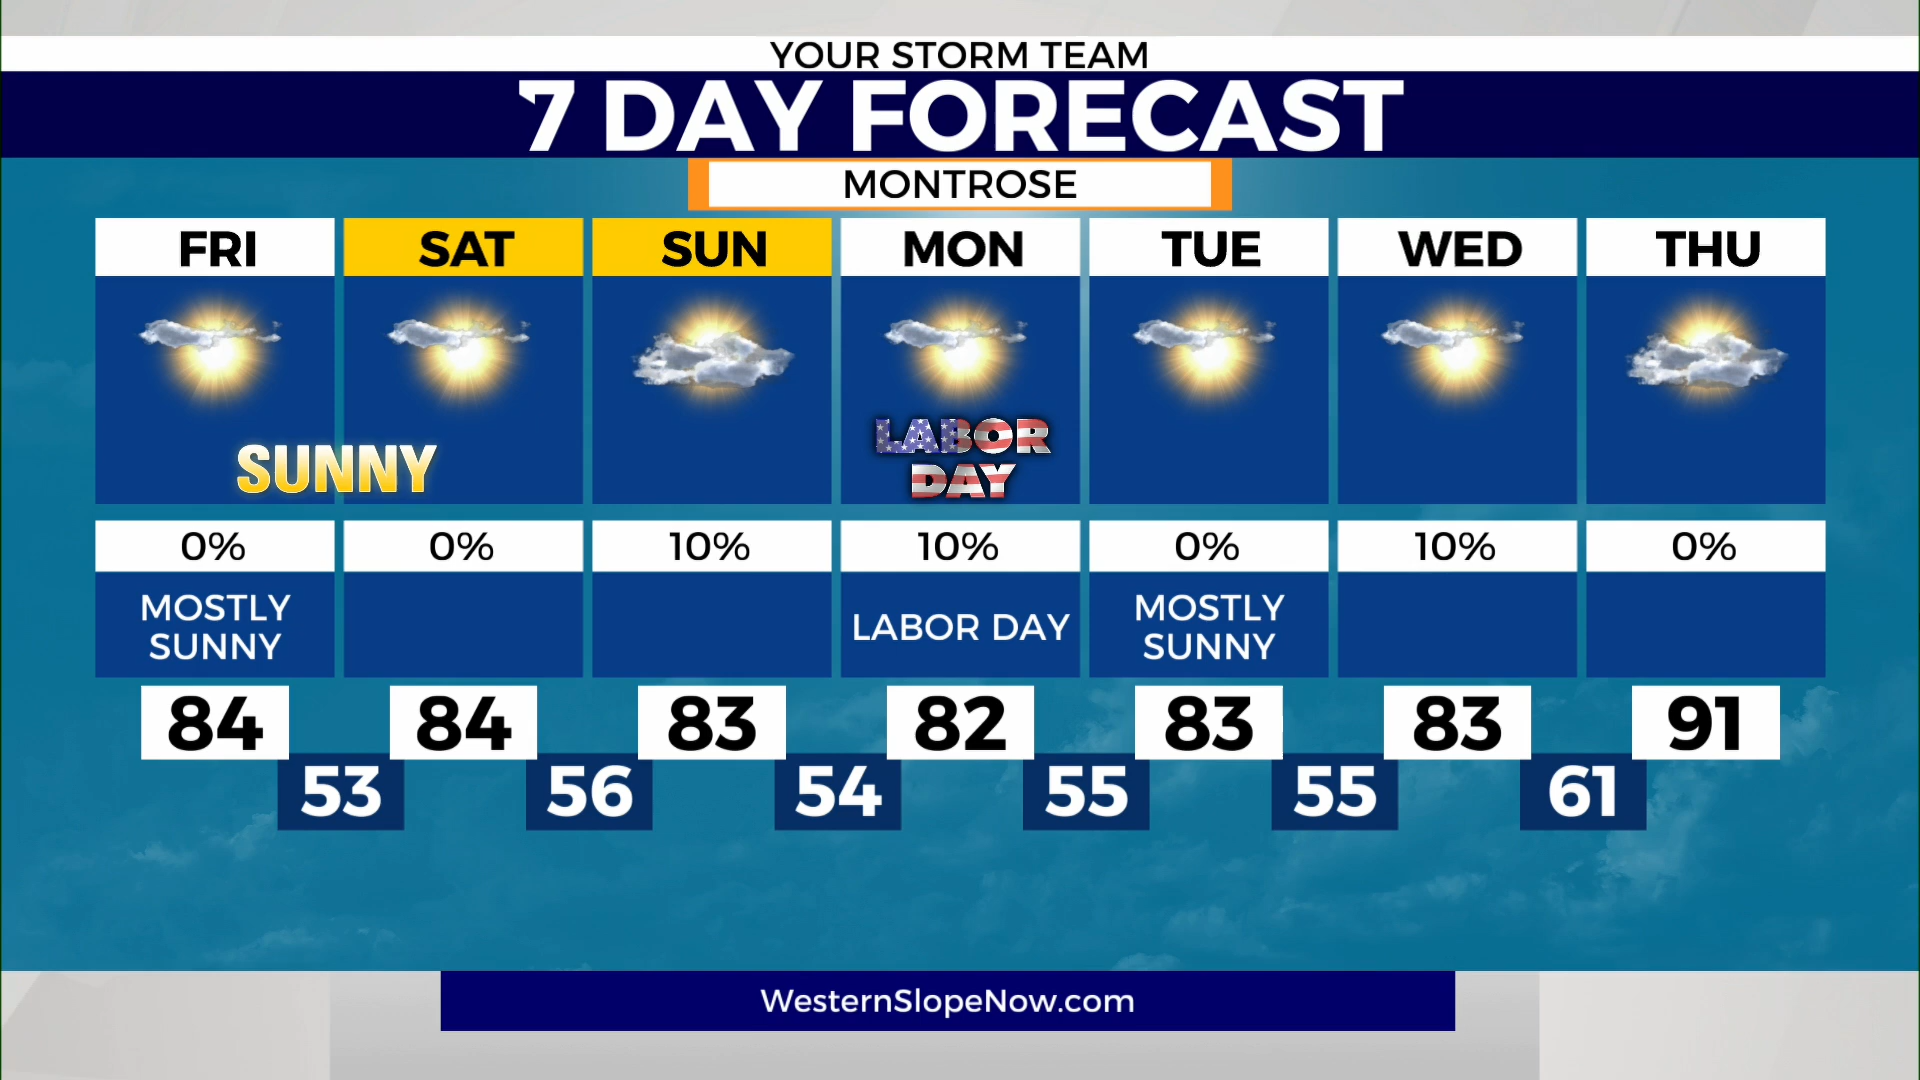 YOUR STORM TEAM
7 DAY FORECAST
MONTROSE
FRI SAT SUN MON TUE WED THU
LABOR
DAY
SUNNY
0% 0% 10% 10% 0% 10% 0%
MOSTLY
SUNNY
LABOR DAY
MOSTLY
SUNNY
84 84 83 82 83 83 91
53 56 54 55 55 61
WesternSlopeNow.com